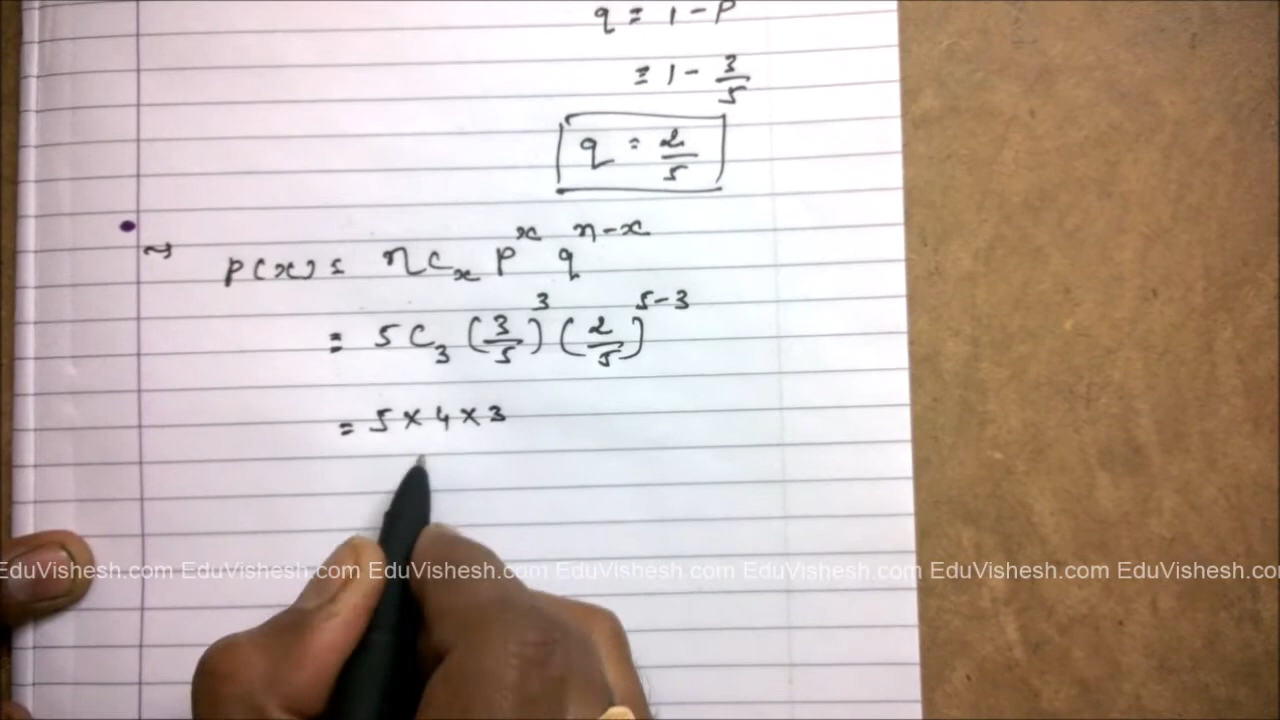 q = 1 - P
= 1 - 3/5
q = 2/5
P(x) = nCx p^x q^n-x
= 5C3 (3/5)^3 (2/5)^5-3
= 5 × 4 × 3
EduVishesh.com EduVishesh.com EduVishesh.com EduVishesh.com EduVishesh.com EduVishesh.com EduVishesh.co